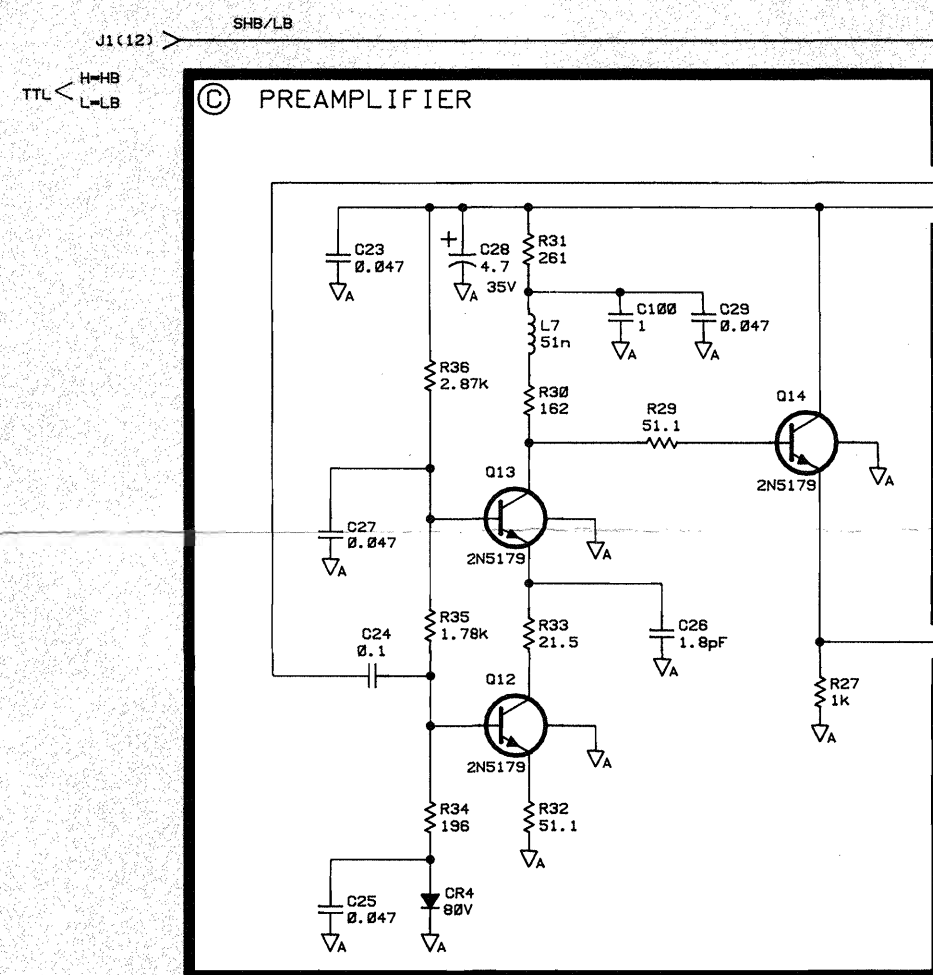 SHB/LB
J1(12)
TTL
H=HB
L=LB
C PREAMPLIFIER
C23
0.047
A
+
C28
4.7
35V
A
R31
261
C100
1
A
C29
0.047
A
L7
51n
R36
2.87k
R30
162
R29
51.1
Q14
2N5179
A
Q13
2N5179
A
C27
0.047
A
R35
1.78k
C24
0.1
R33
21.5
C26
1.8pF
A
Q12
2N5179
A
R27
1k
A
R34
196
R32
51.1
A
C25
0.047
A
CR4
80V
A